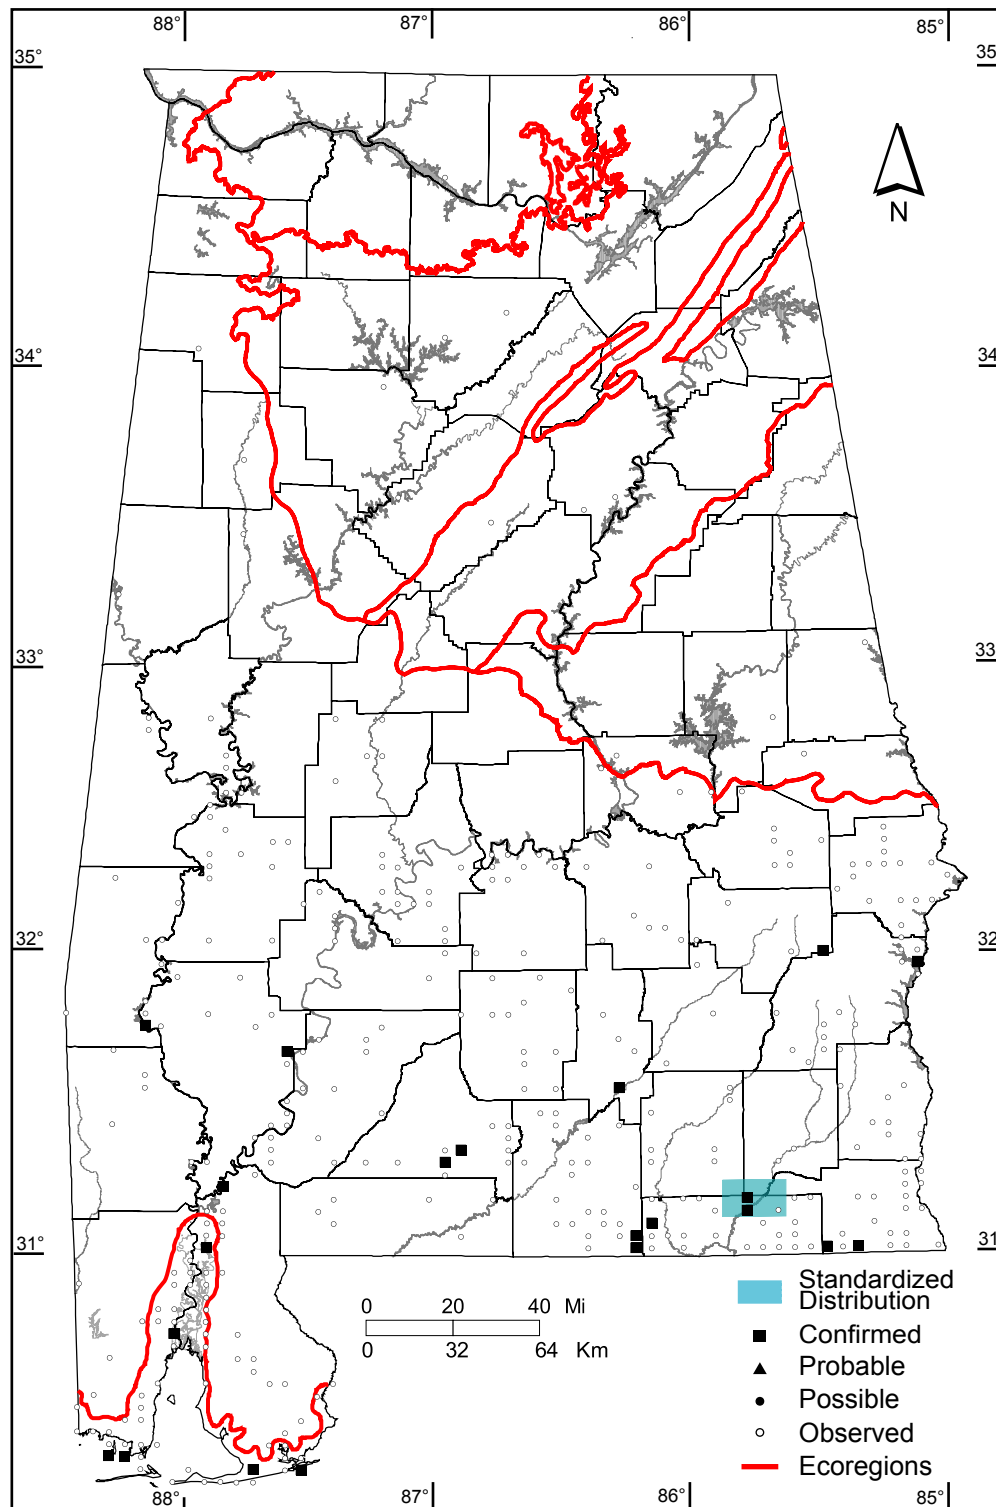 88° 87° 86° 85°
35° 35
34° 34
N
33° 33
32° 32
31° 31
0 20 40 Mi
0 32 64 Km
Standardized
Distribution
Confirmed
Probable
Possible
Observed
Ecoregions
88° 87° 86° 85°